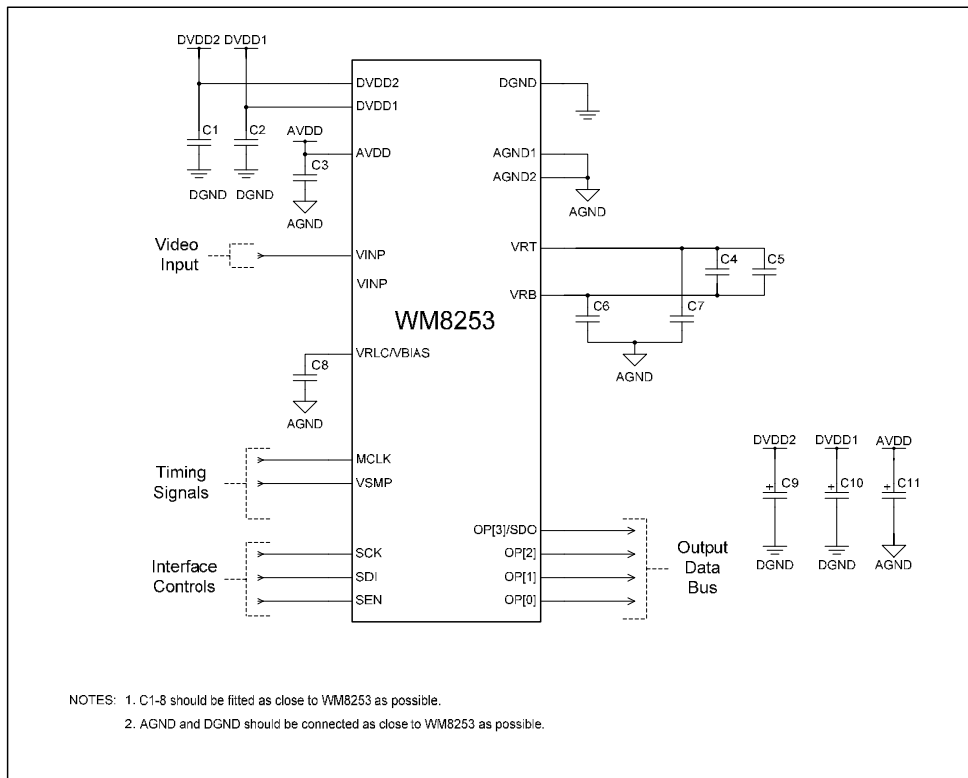 DVDD2 DVDD1
DVDD2
DGND
DVDD1
C1 C2
AVDD
C3
AVDD
AGND1
AGND2
DGND DGND
AGND
AGND
Video
Input
VINP
VRT
C4 C5
VINP
VRB
C6 C7
WM8253
VRLC/VBIAS
C8
AGND
AGND
Timing
Signals
MCLK
VSMP
DVDD2 DVDD1 AVDD
+ C9 + C10 + C11
DGND DGND AGND
OP[3]/SDO
OP[2]
OP[1]
OP[0]
Output
Data
Bus
Interface
Controls
SCK
SDI
SEN
NOTES: 1. C1-8 should be fitted as close to WM8253 as possible.
2. AGND and DGND should be connected as close to WM8253 as possible.